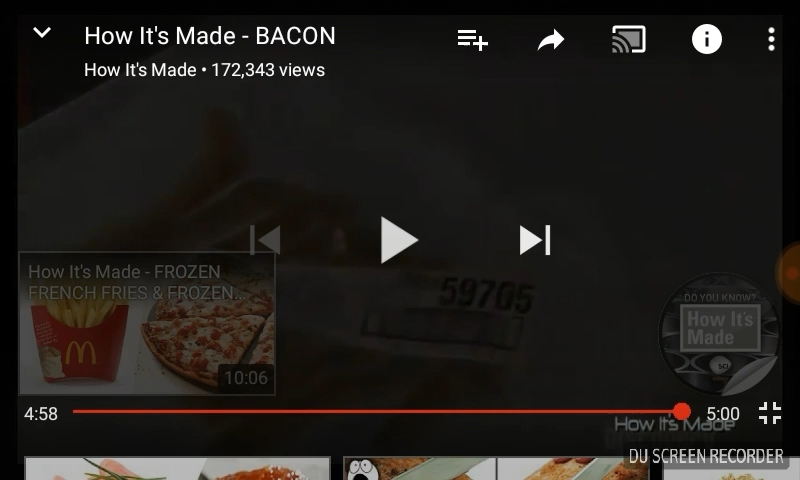 How It's Made - BACON
How It's Made • 172,343 views
How It's Made - FROZEN
FRENCH FRIES & FROZEN...
10:06
59705
DO YOU KNOW?
How It's
Made
SCI
4:58
5:00
How It's Made
DU SCREEN RECORDER